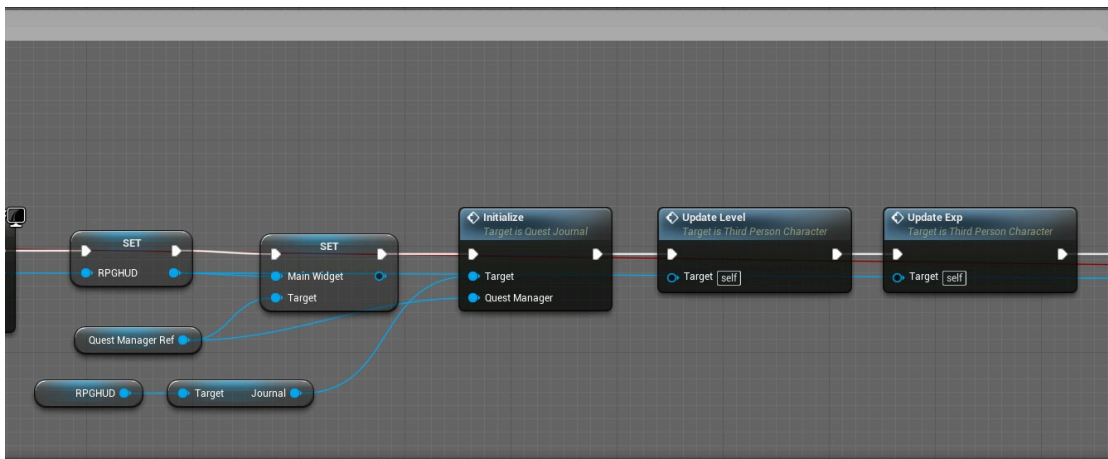 SET
RPGHUD
SET
Main Widget
Target
Quest Manager Ref
RPGHUD
Target Journal
Initialize
Target is Quest Journal
Target
Quest Manager
Update Level
Target is Third Person Character
Target self
Update Exp
Target is Third Person Character
Target self